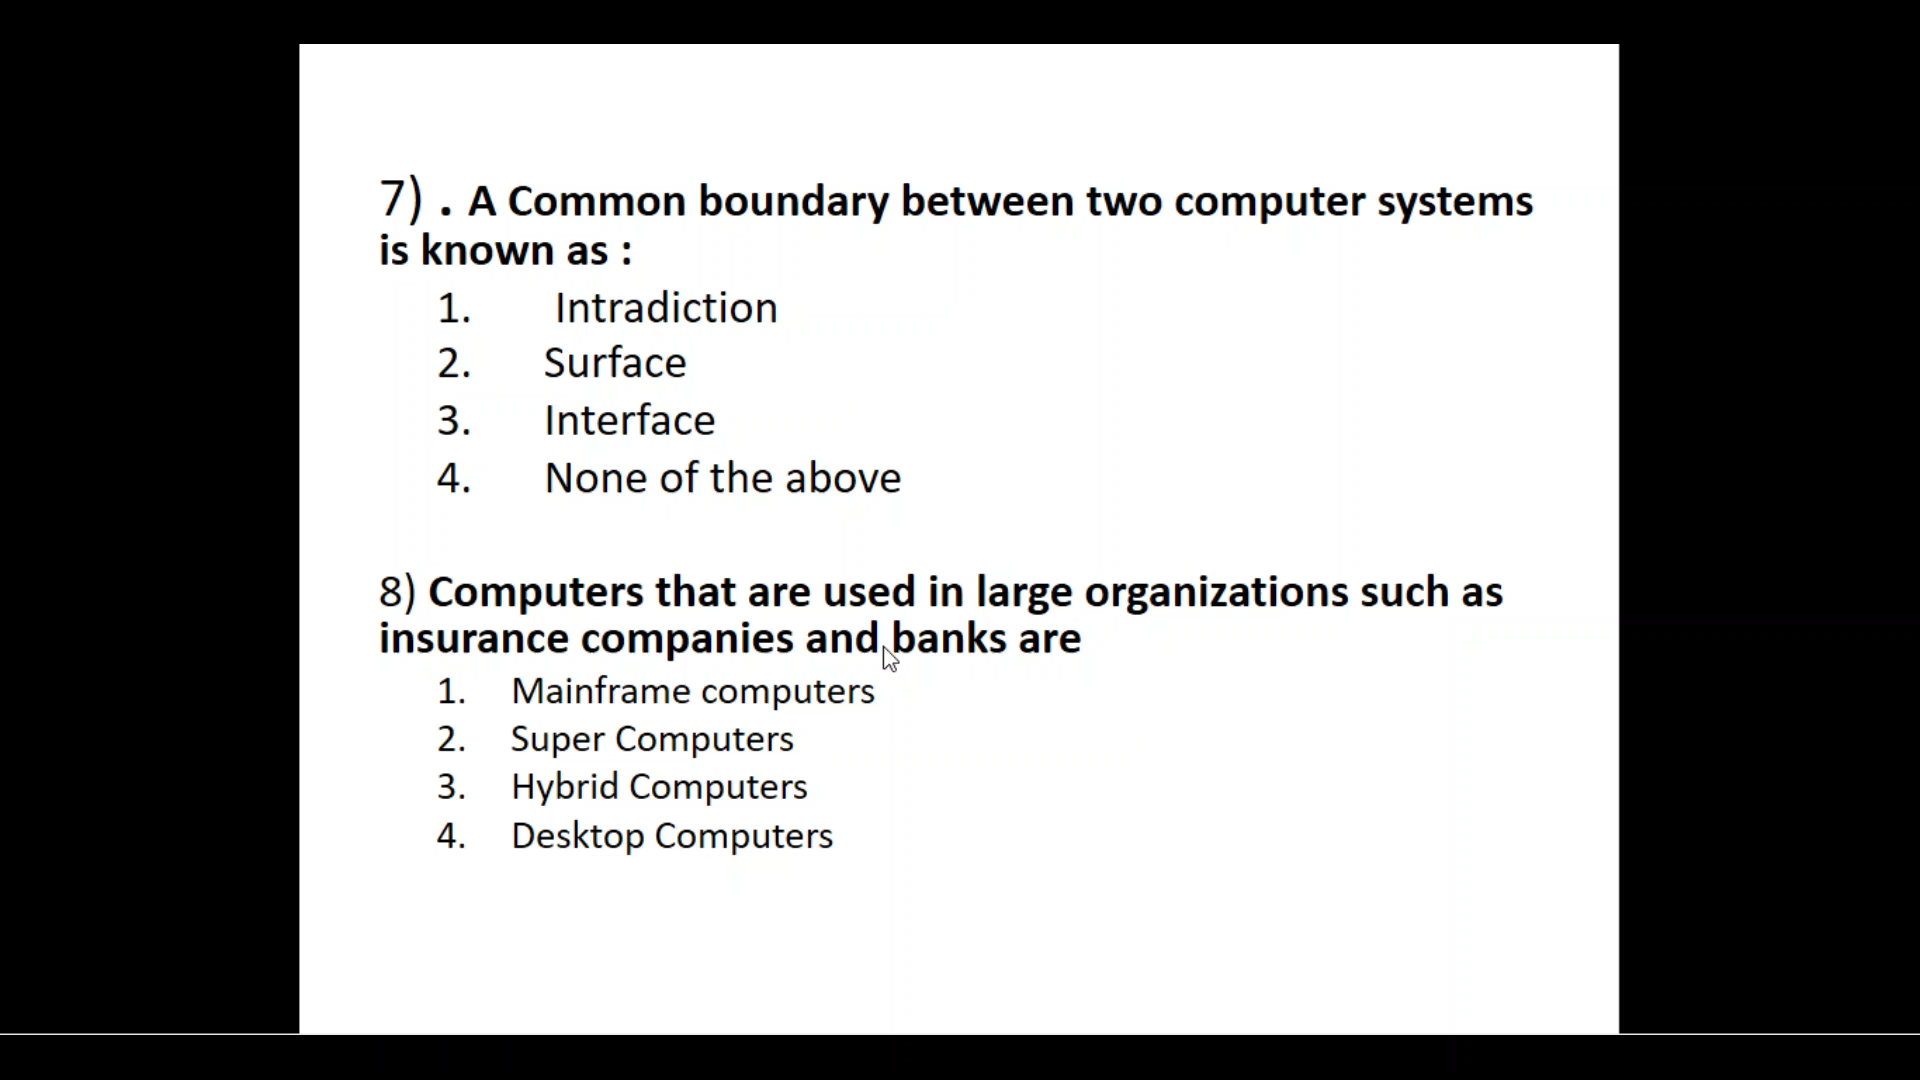 7) . A Common boundary between two computer systems
is known as :
1. Intradiction
2. Surface
3. Interface
4. None of the above
8) Computers that are used in large organizations such as
insurance companies and banks are
1. Mainframe computers
2. Super Computers
3. Hybrid Computers
4. Desktop Computers